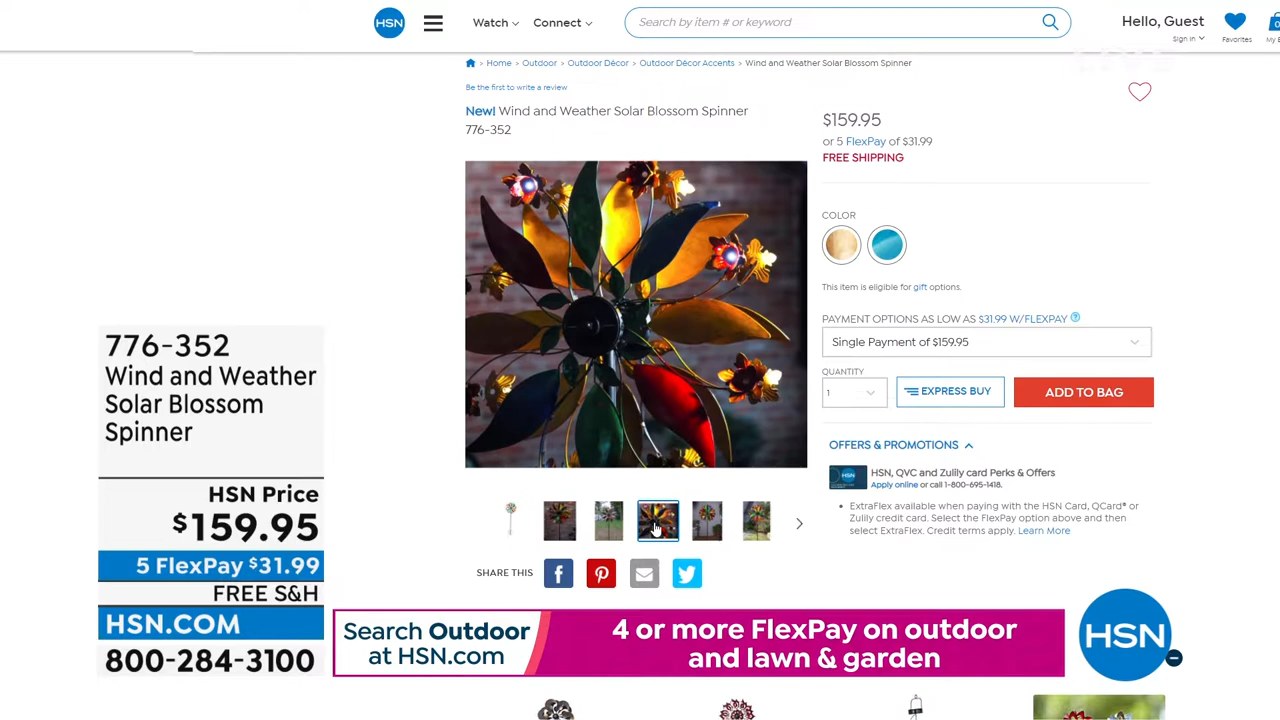 HSN
Watch
Connect
Search by item # or keyword
Hello, Guest
Sign In
Favorites
0
Home > Outdoor > Outdoor Décor > Outdoor Décor Accents > Wind and Weather Solar Blossom Spinner
Be the first to write a review
New! Wind and Weather Solar Blossom Spinner
776-352
$159.95
or 5 FlexPay of $31.99
FREE SHIPPING
COLOR
This item is eligible for gift options.
PAYMENT OPTIONS AS LOW AS $31.99 W/FLEXPAY ?
Single Payment of $159.95
QUANTITY
1
EXPRESS BUY
ADD TO BAG
OFFERS & PROMOTIONS
HSN, QVC and Zulily card Perks & Offers
Apply online or call 1-800-695-1418.
• ExtraFlex available when paying with the HSN Card, QCard® or
Zulily credit card. Select the FlexPay option above and then
select ExtraFlex. Credit terms apply. Learn More
SHARE THIS
776-352
Wind and Weather
Solar Blossom
Spinner
HSN Price
$159.95
5 FlexPay $31.99
FREE S&H
HSN.COM
800-284-3100
Search Outdoor
at HSN.com
4 or more FlexPay on outdoor
and lawn & garden
HSN